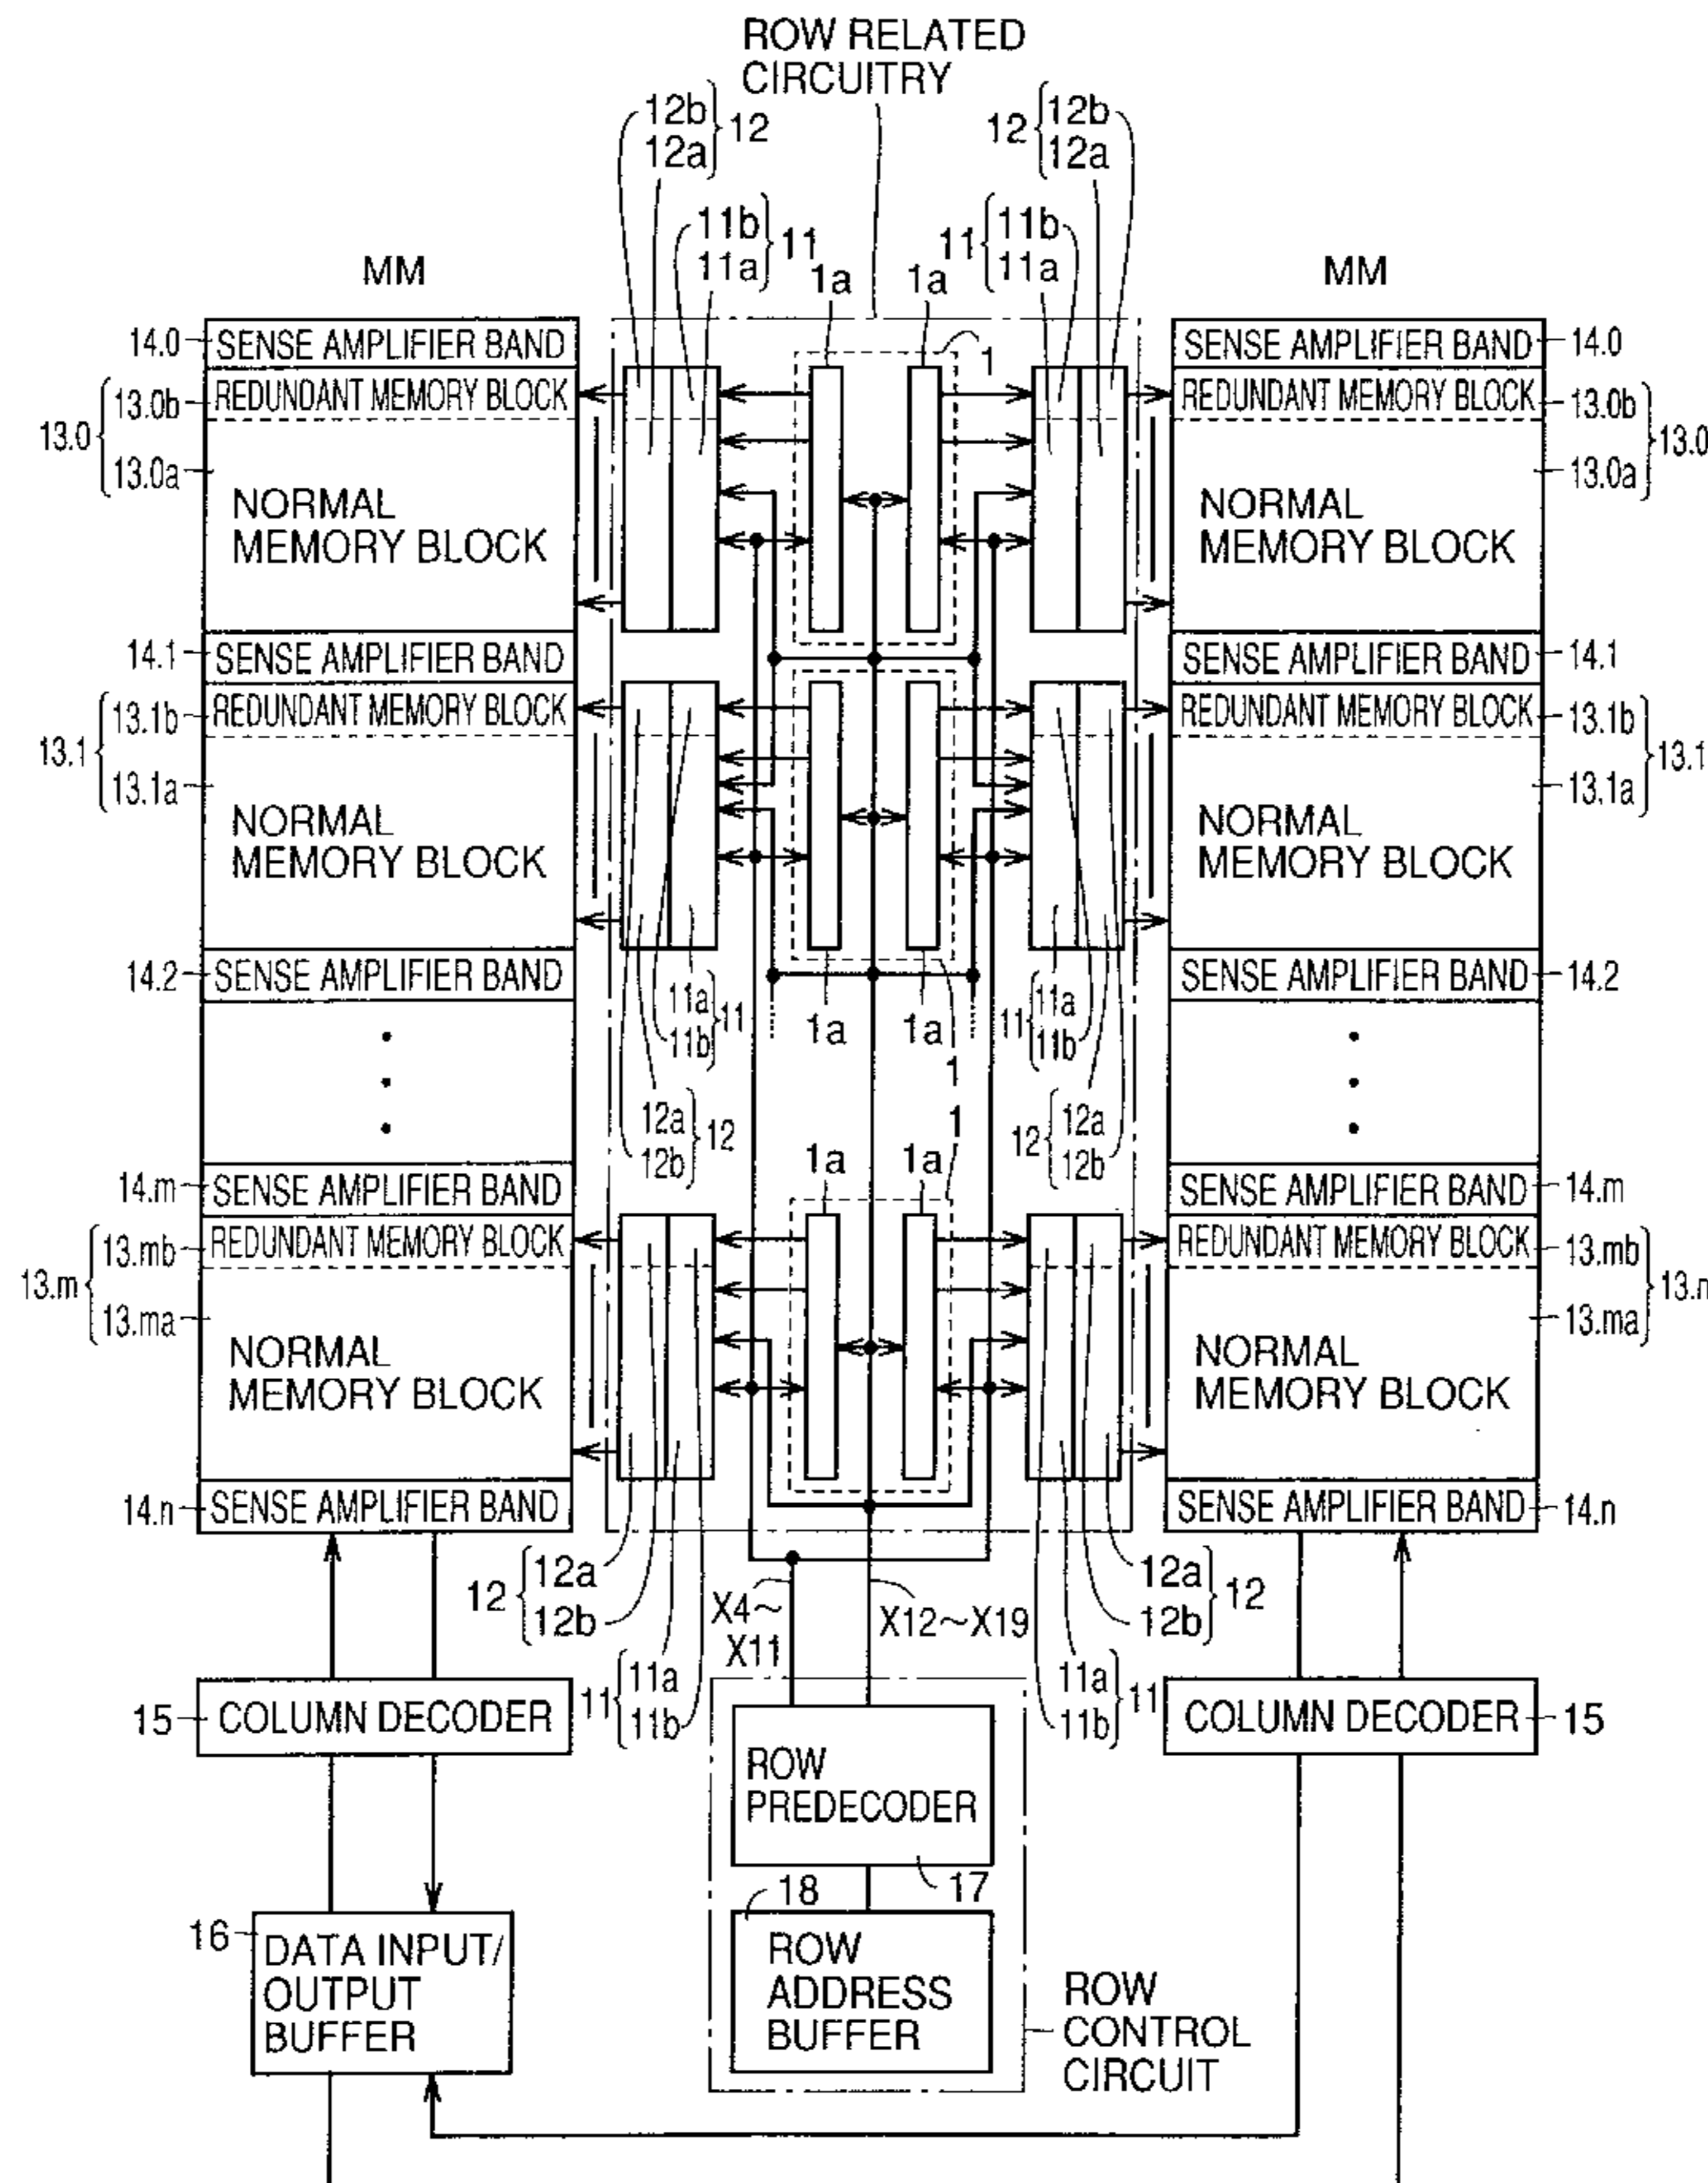 ROW RELATED
CIRCUITRY
12b
12a
12
12
12b
12a
11b
11a
11
11
11b
11a
MM
1a
1a
MM
1
14.0
SENSE AMPLIFIER BAND
SENSE AMPLIFIER BAND
14.0
13.0
13.0b
REDUNDANT MEMORY BLOCK
REDUNDANT MEMORY BLOCK
13.0b
13.0
13.0a
NORMAL
MEMORY BLOCK
NORMAL
MEMORY BLOCK
13.0a
14.1
SENSE AMPLIFIER BAND
SENSE AMPLIFIER BAND
14.1
13.1
13.1b
REDUNDANT MEMORY BLOCK
REDUNDANT MEMORY BLOCK
13.1b
13.1
13.1a
NORMAL
MEMORY BLOCK
NORMAL
MEMORY BLOCK
13.1a
14.2
SENSE AMPLIFIER BAND
SENSE AMPLIFIER BAND
14.2
11a
11b
11
1a
1a
11
11a
11b
1
12a
12b
12
1
12
12a
12b
1a
1a
14.m
SENSE AMPLIFIER BAND
SENSE AMPLIFIER BAND
14.m
13.m
13.mb
REDUNDANT MEMORY BLOCK
REDUNDANT MEMORY BLOCK
13.mb
13.ma
NORMAL
MEMORY BLOCK
NORMAL
MEMORY BLOCK
13.ma
14.n
SENSE AMPLIFIER BAND
SENSE AMPLIFIER BAND
14.n
12
12a
12b
X4~
X11
X12~X19
12a
12b
12
11
11a
11b
11a
11b
11
15
COLUMN DECODER
COLUMN DECODER
15
ROW
PREDECODER
17
18
16
DATA INPUT/
OUTPUT
BUFFER
ROW
ADDRESS
BUFFER
ROW
CONTROL
CIRCUIT